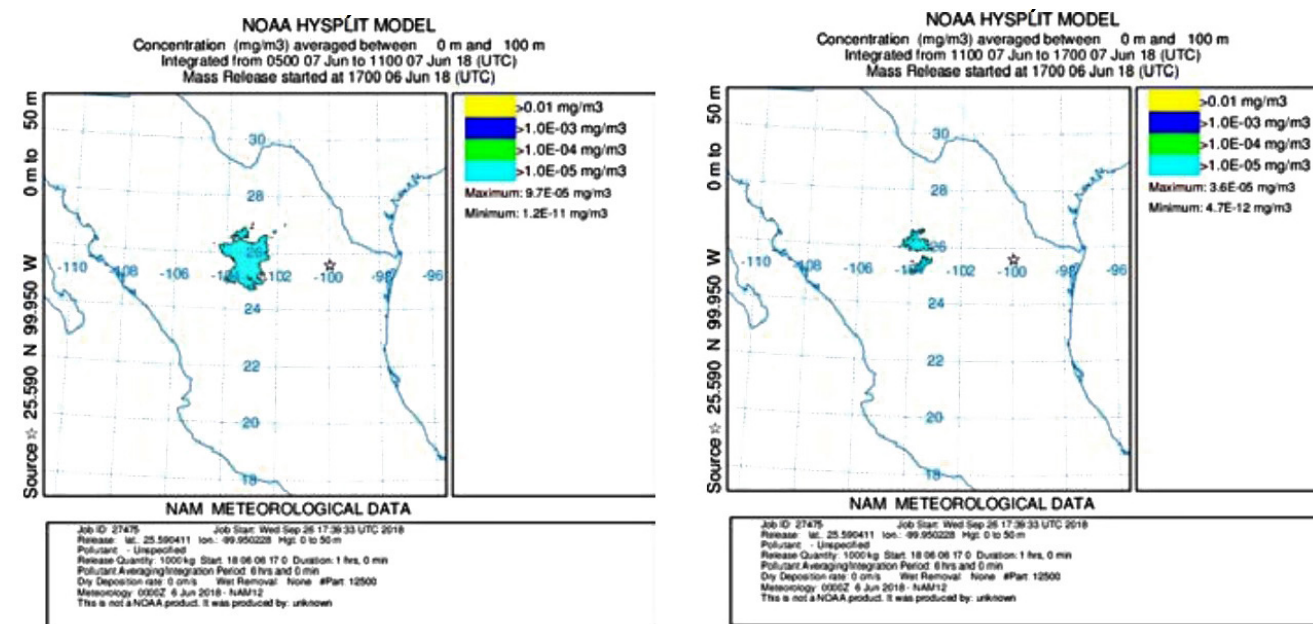 NOAA HYSPLIT MODEL
Concentration (mg/m3) averaged between 0 m and 100 m
Integrated from 0500 07 Jun to 1100 07 Jun 18 (UTC)
Mass Release started at 1700 06 Jun 18 (UTC)
Source ☆ 25.590 N 99.950 W 0 m to 50 m
30
28
26
-110 -108 -106 -102 -100 -98 -96
24
22
20
18
>0.01 mg/m3
>1.0E-03 mg/m3
>1.0E-04 mg/m3
>1.0E-05 mg/m3
Maximum: 9.7E-05 mg/m3
Minimum: 1.2E-11 mg/m3
NAM METEOROLOGICAL DATA
Job ID: 27475 Job Start: Wed Sep 26 17:39:33 UTC 2018
Release: lat.: 25.590411 lon.: -99.950228 Hgt: 0 to 50 m
Pollutant: - Unspecified
Release Quantity: 1000 kg Start: 18 06 06 17 0 Duration: 1 hrs, 0 min
Pollutant Averaging/Integration Period: 6 hrs and 0 min
Dry Deposition rate: 0 cm/s Wet Removal: None #Part: 12500
Meteorology: 0000Z 6 Jun 2018 - NAM12
This is not a NOAA product. It was produced by: unknown
NOAA HYSPLIT MODEL
Concentration (mg/m3) averaged between 0 m and 100 m
Integrated from 1100 07 Jun to 1700 07 Jun 18 (UTC)
Mass Release started at 1700 06 Jun 18 (UTC)
Source ☆ 25.590 N 99.950 W 0 m to 50 m
30
28
26
-110 -108 -106 -102 -100 -98 -96
24
22
20
18
>0.01 mg/m3
>1.0E-03 mg/m3
>1.0E-04 mg/m3
>1.0E-05 mg/m3
Maximum: 3.6E-05 mg/m3
Minimum: 4.7E-12 mg/m3
NAM METEOROLOGICAL DATA
Job ID: 27475 Job Start: Wed Sep 26 17:39:33 UTC 2018
Release: lat.: 25.590411 lon.: -99.950228 Hgt: 0 to 50 m
Pollutant: - Unspecified
Release Quantity: 1000 kg Start: 18 06 06 17 0 Duration: 1 hrs, 0 min
Pollutant Averaging/Integration Period: 6 hrs and 0 min
Dry Deposition rate: 0 cm/s Wet Removal: None #Part: 12500
Meteorology: 0000Z 6 Jun 2018 - NAM12
This is not a NOAA product. It was produced by: unknown